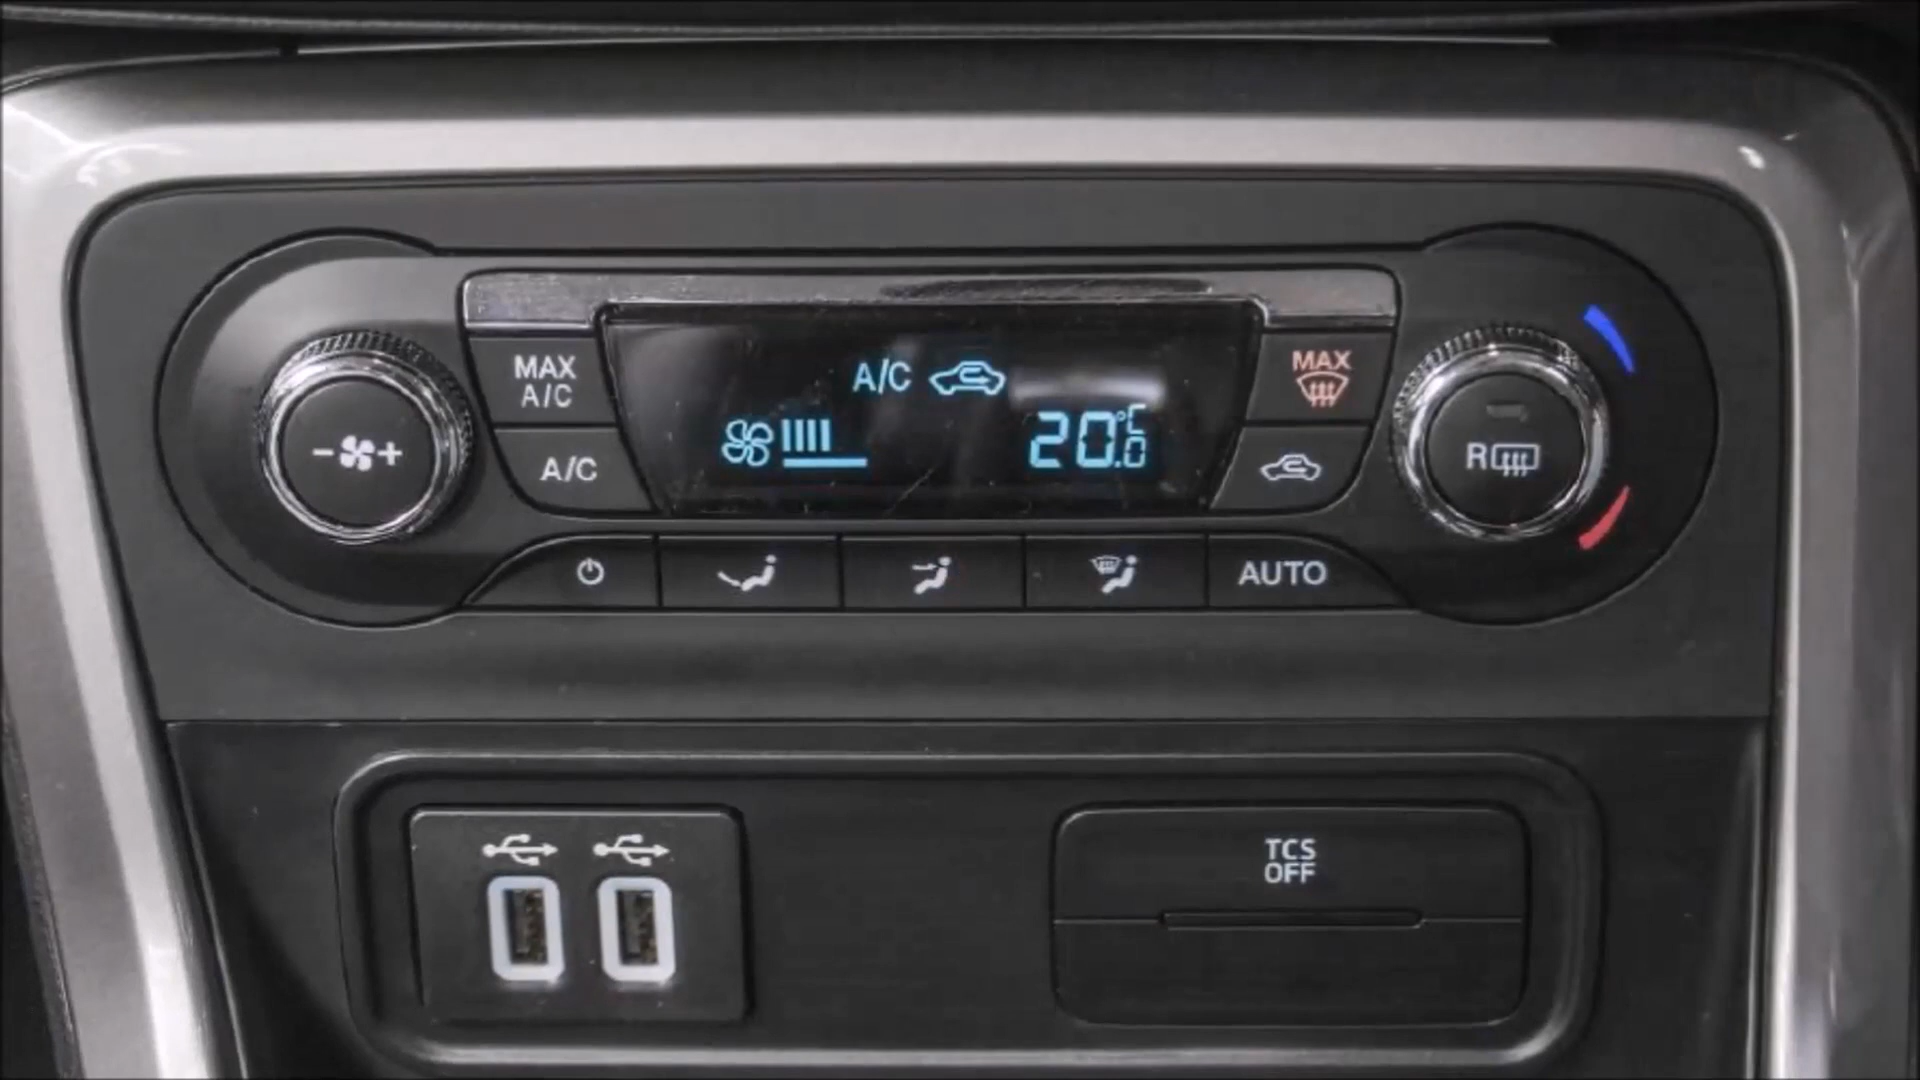 MAX
A/C
A/C
A/C
20.0°C
MAX
- +
R
AUTO
TCS
OFF